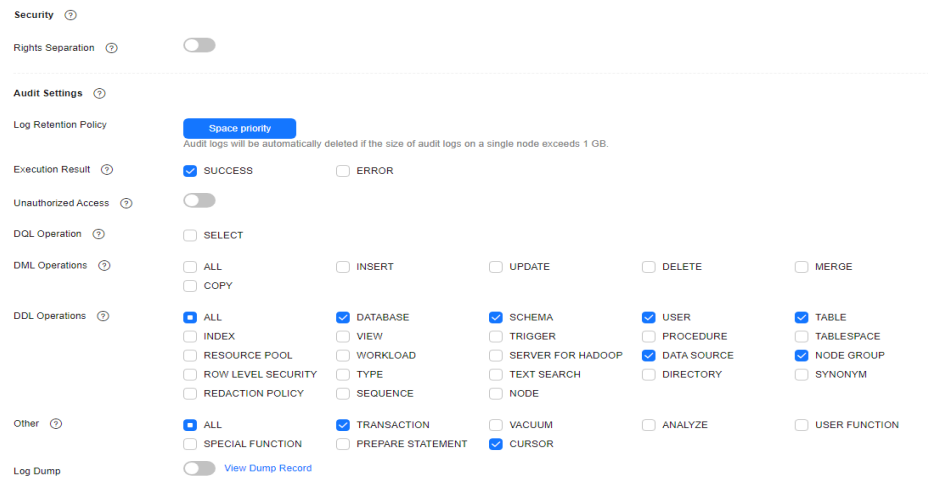 Security ?
Rights Separation ?
Audit Settings ?
Log Retention Policy Space priority
Audit logs will be automatically deleted if the size of audit logs on a single node exceeds 1 GB.
Execution Result ? SUCCESS ERROR
Unauthorized Access ?
DQL Operation ? SELECT
DML Operations ? ALL INSERT UPDATE DELETE MERGE
COPY
DDL Operations ? ALL DATABASE SCHEMA USER TABLE
INDEX VIEW TRIGGER PROCEDURE TABLESPACE
RESOURCE POOL WORKLOAD SERVER FOR HADOOP DATA SOURCE NODE GROUP
ROW LEVEL SECURITY TYPE TEXT SEARCH DIRECTORY SYNONYM
REDACTION POLICY SEQUENCE NODE
Other ? ALL TRANSACTION VACUUM ANALYZE USER FUNCTION
SPECIAL FUNCTION PREPARE STATEMENT CURSOR
Log Dump View Dump Record